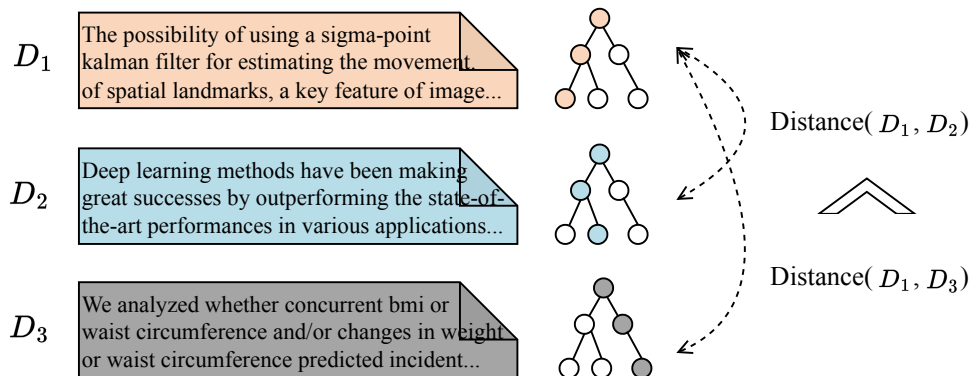 D1
The possibility of using a sigma-point
kalman filter for estimating the movement.
of spatial landmarks, a key feature of image...
Distance( D1, D2)
D2
Deep learning methods have been making
great successes by outperforming the state-of-
the-art performances in various applications...
Distance( D1, D3)
D3
We analyzed whether concurrent bmi or
waist circumference and/or changes in weight
or waist circumference predicted incident...